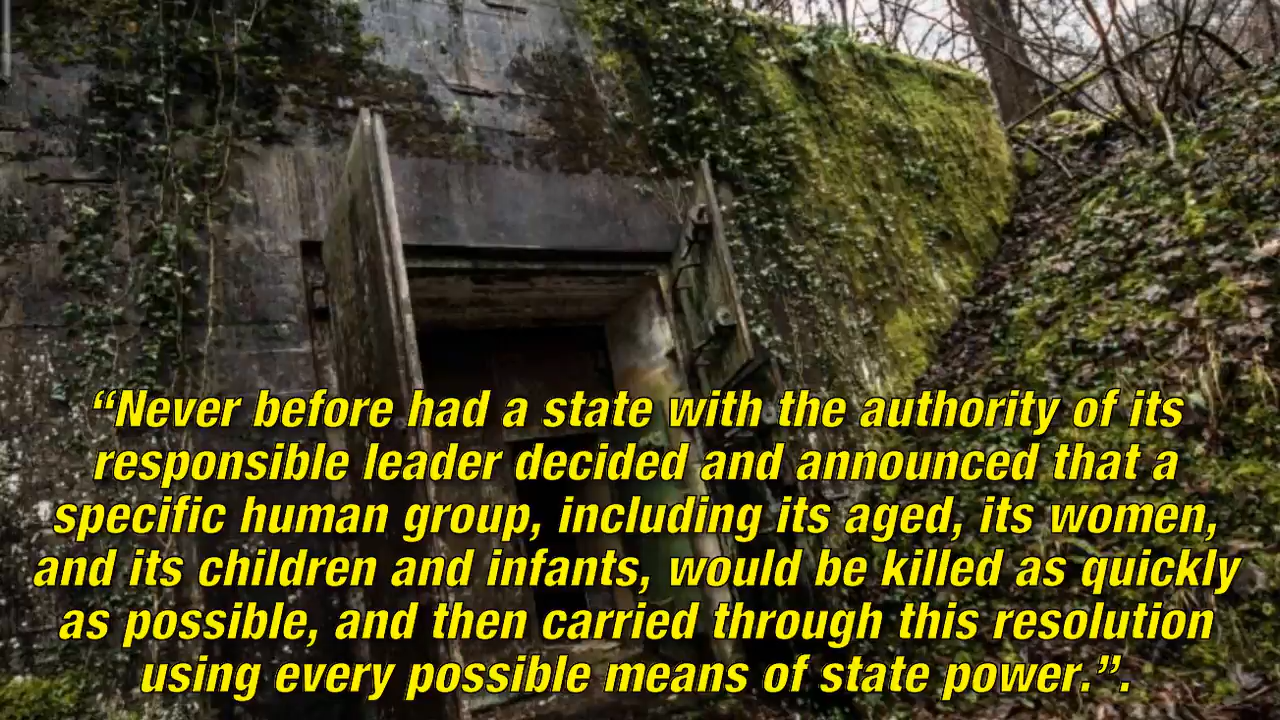 “Never before had a state with the authority of its
responsible leader decided and announced that a
specific human group, including its aged, its women,
and its children and infants, would be killed as quickly
as possible, and then carried through this resolution
using every possible means of state power.”.